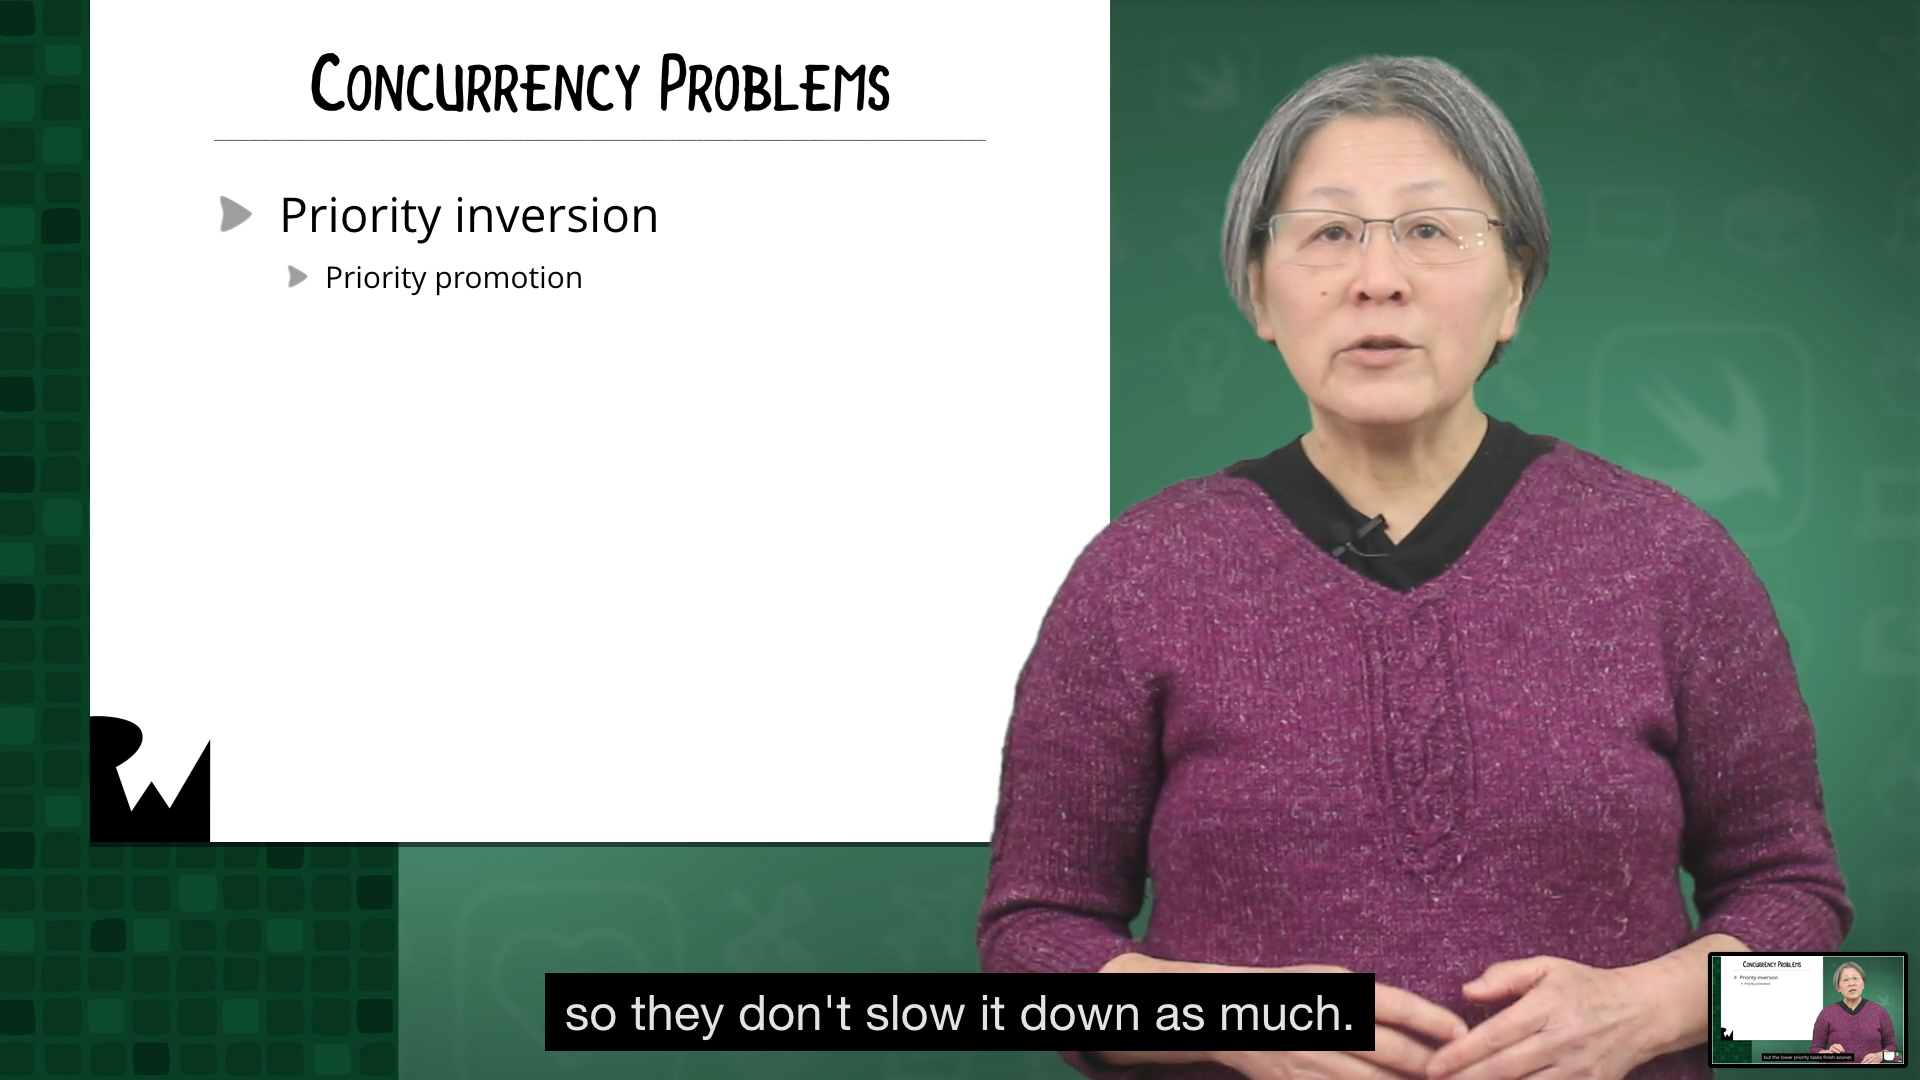 Concurrency Problems
Priority inversion
Priority promotion
so they don't slow it down as much.
Concurrency Problems
Priority inversion
Priority promotion
but the lower priority tasks finish sooner,